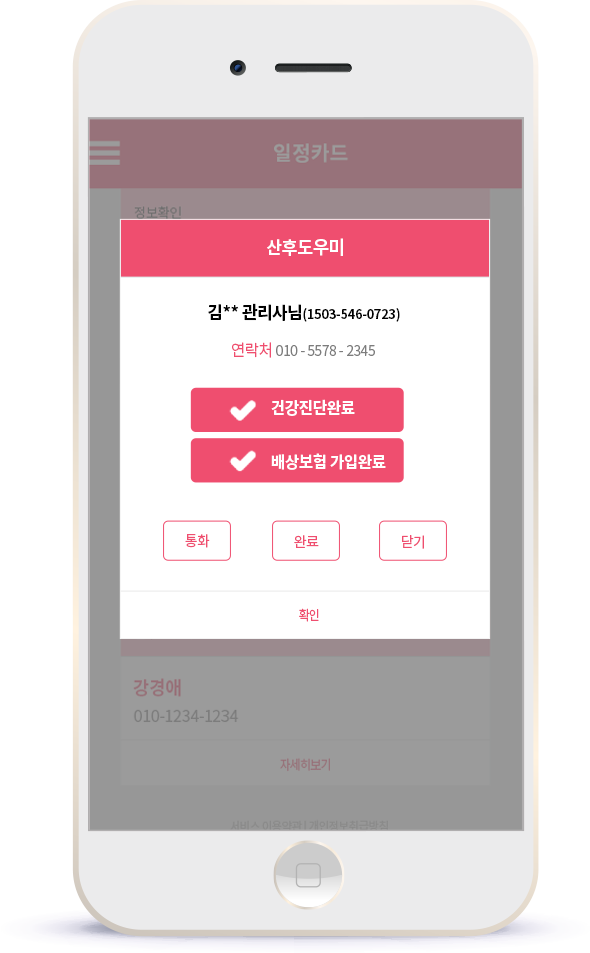 일정카드
정보확인
산후도우미
김** 관리사님(1503-546-0723)
연락처 010 - 5578 - 2345
건강진단완료
배상보험 가입완료
통화 완료 닫기
확인
강경애
010-1234-1234
자세히보기
서비스 이용약관 | 개인정보취급방침